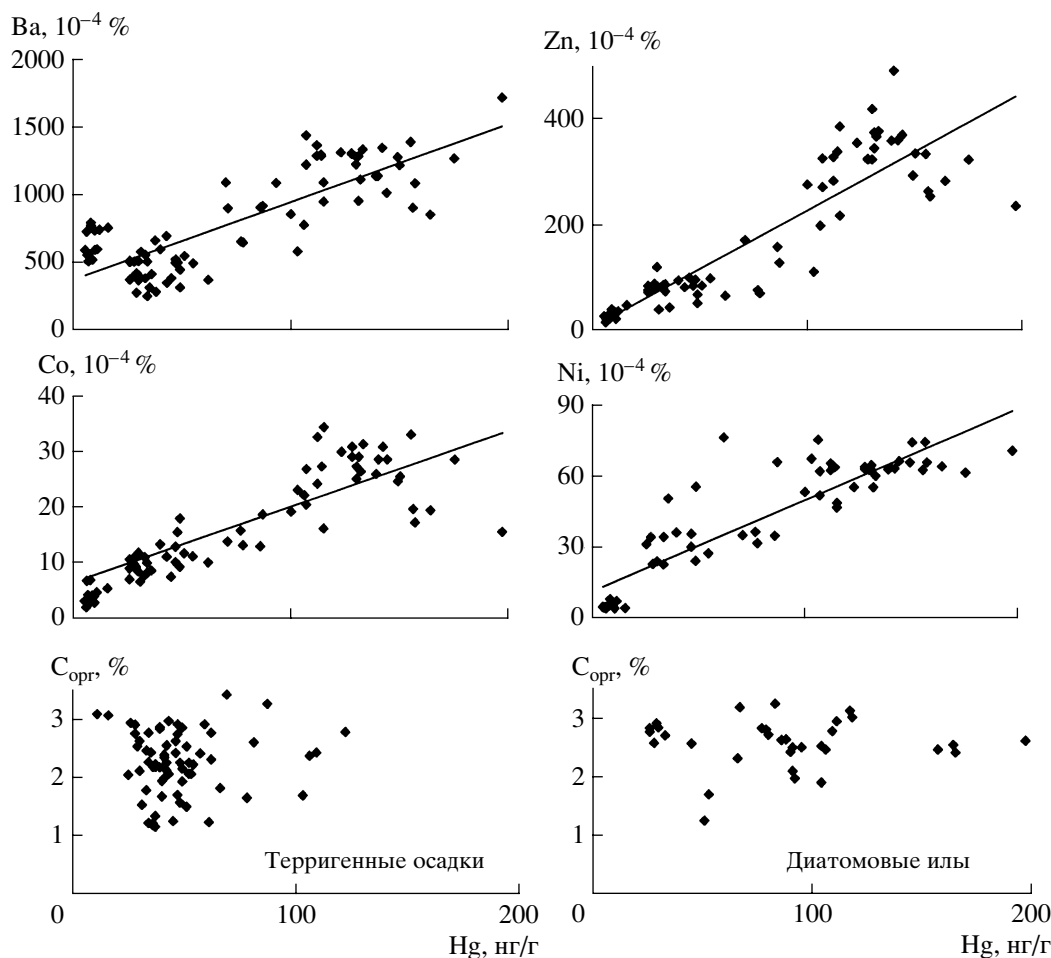 Ba, 10⁻⁴ %
2000
1500
1000
500
0
Zn, 10⁻⁴ %
400
200
0
Co, 10⁻⁴ %
40
30
20
10
0
Ni, 10⁻⁴ %
90
60
30
0
Cорг, %
3
2
1
0
Терригенные осадки
100
200
Hg, нг/г
Cорг, %
3
2
1
0
Диатомовые илы
100
200
Hg, нг/г